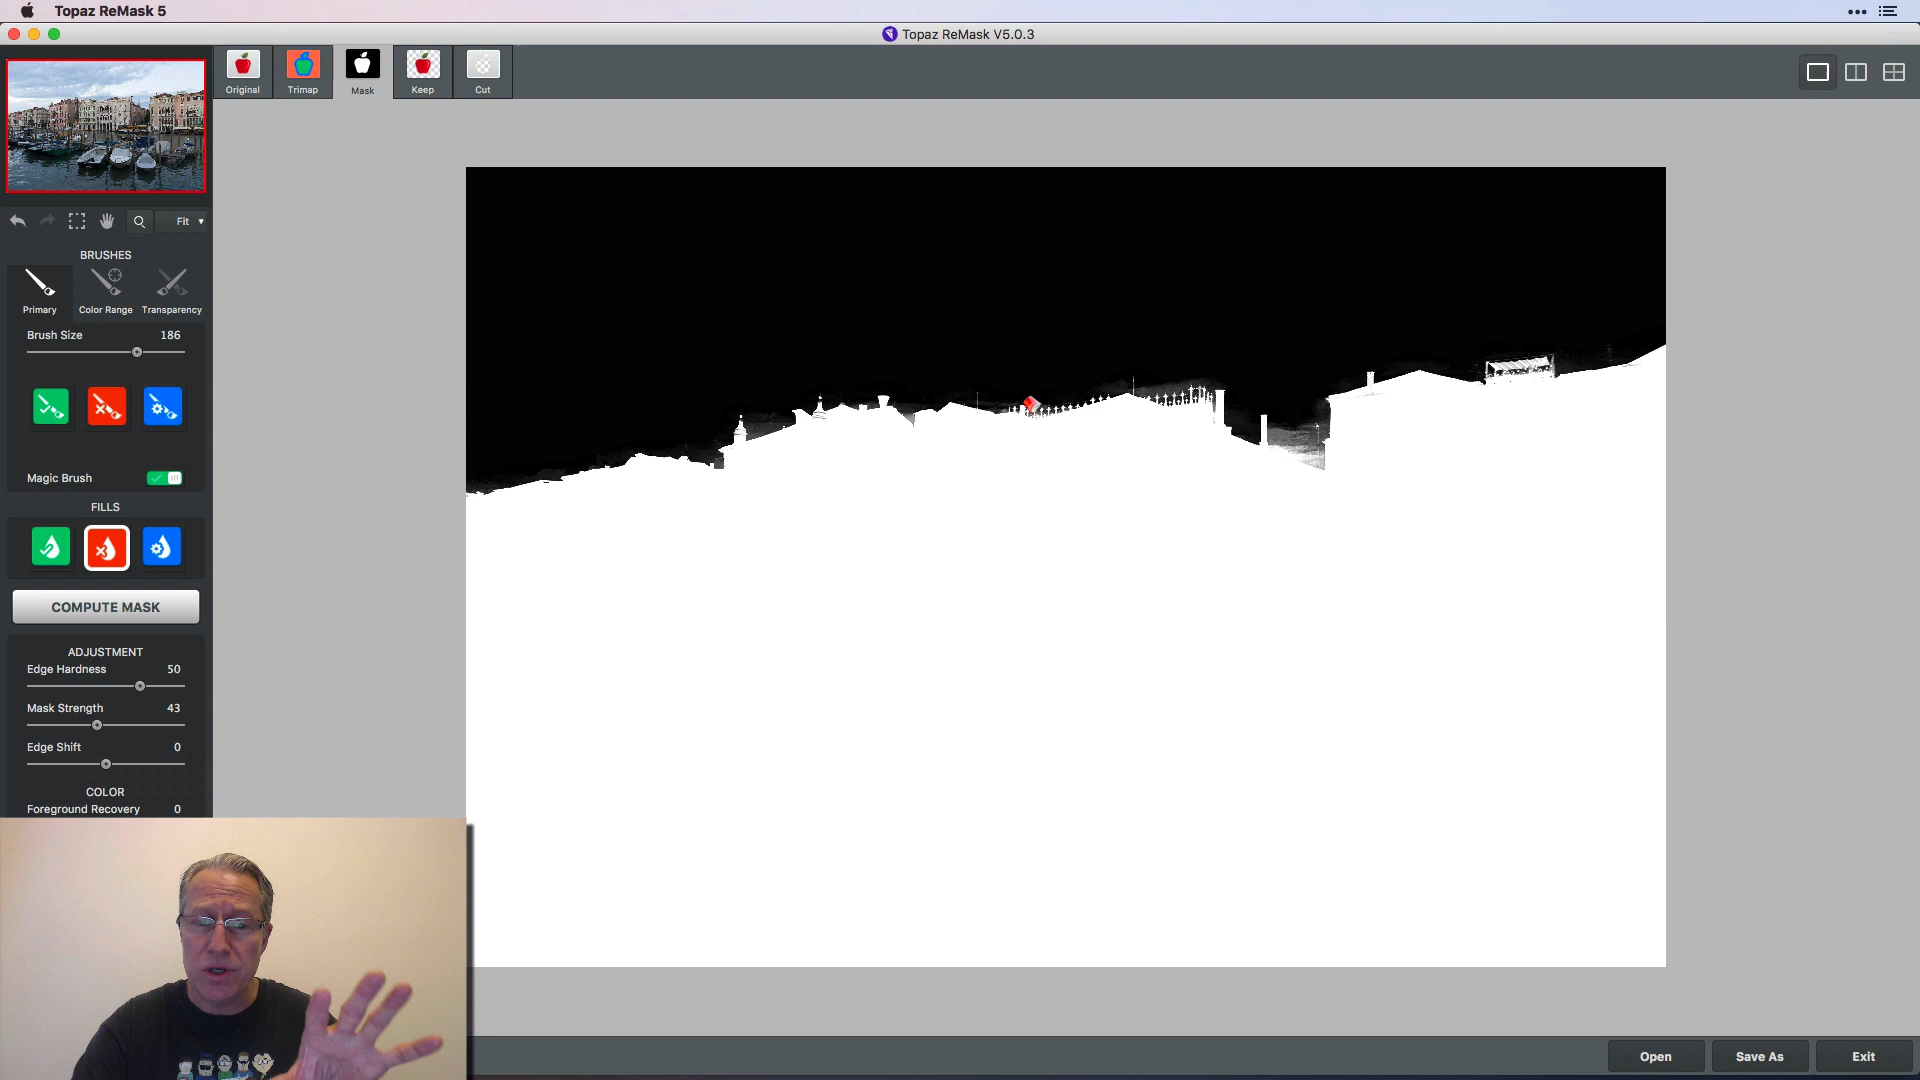 Topaz ReMask 5
Topaz ReMask V5.0.3
Original
Trimap
Mask
Keep
Cut
Fit
BRUSHES
Primary
Color Range
Transparency
Brush Size
186
Magic Brush
FILLS
COMPUTE MASK
ADJUSTMENT
Edge Hardness
50
Mask Strength
43
Edge Shift
0
COLOR
Foreground Recovery
0
Open
Save As
Exit